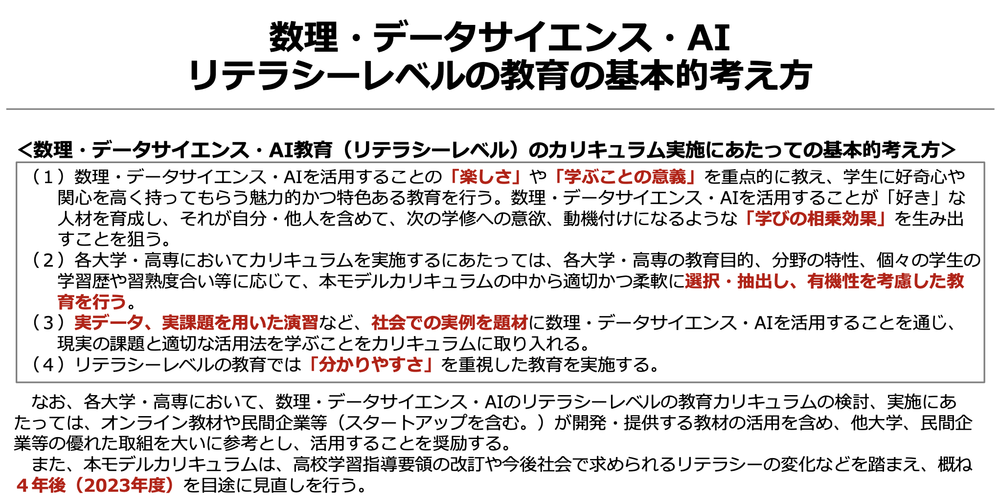 数理・データサイエンス・AI
リテラシーレベルの教育の基本的考え方
＜数理・データサイエンス・AI教育（リテラシーレベル）のカリキュラム実施にあたっての基本的考え方＞
（１）数理・データサイエンス・AIを活用することの「楽しさ」や「学ぶことの意義」を重点的に教え、学生に好奇心や
関心を高く持ってもらう魅力的かつ特色ある教育を行う。数理・データサイエンス・AIを活用することが「好き」な
人材を育成し、それが自分・他人を含めて、次の学修への意欲、動機付けになるような「学びの相乗効果」を生み出
すことを狙う。
（２）各大学・高専においてカリキュラムを実施するにあたっては、各大学・高専の教育目的、分野の特性、個々の学生の
学習歴や習熟度合い等に応じて、本モデルカリキュラムの中から適切かつ柔軟に選択・抽出し、有機性を考慮した教
育を行う。
（３）実データ、実課題を用いた演習など、社会での実例を題材に数理・データサイエンス・AIを活用することを通じ、
現実の課題と適切な活用法を学ぶことをカリキュラムに取り入れる。
（４）リテラシーレベルの教育では「分かりやすさ」を重視した教育を実施する。
なお、各大学・高専において、数理・データサイエンス・AIのリテラシーレベルの教育カリキュラムの検討、実施にあ
たっては、オンライン教材や民間企業等（スタートアップを含む。）が開発・提供する教材の活用を含め、他大学、民間企
業等の優れた取組を大いに参考とし、活用することを奨励する。
また、本モデルカリキュラムは、高校学習指導要領の改訂や今後社会で求められるリテラシーの変化などを踏まえ、概ね
４年後（2023年度）を目途に見直しを行う。